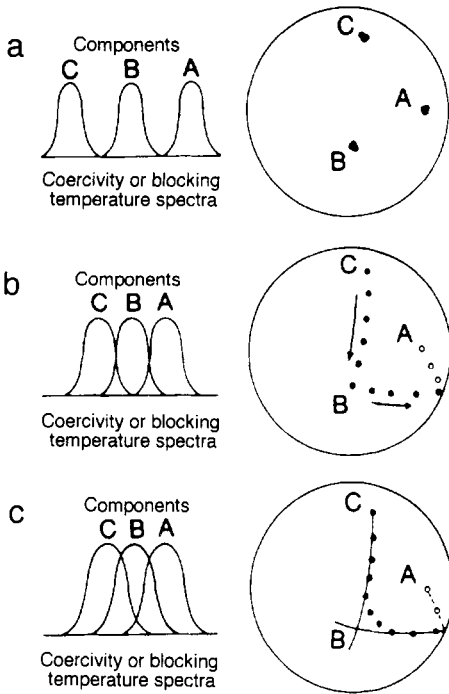 a
Components
C B A
Coercivity or blocking
temperature spectra
C
A
B
b
Components
C B A
Coercivity or blocking
temperature spectra
C
A
B
c
Components
C B A
Coercivity or blocking
temperature spectra
C
A
B